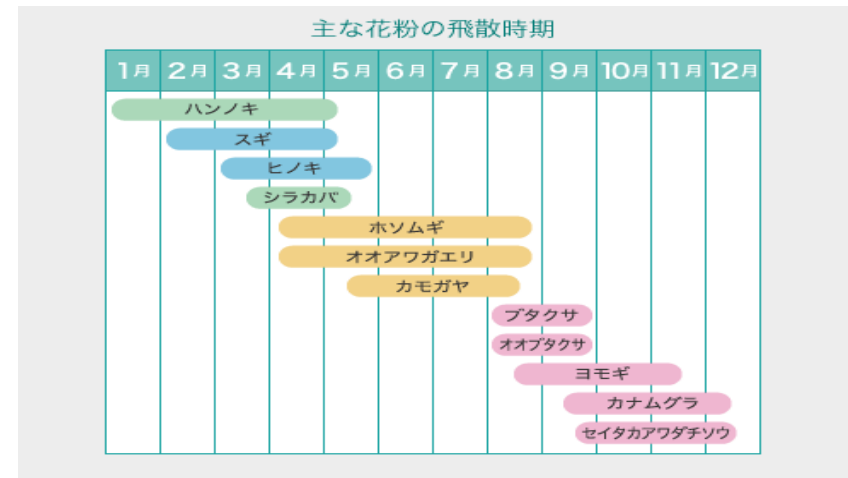 主な花粉の飛散時期
1月 2月 3月 4月 5月 6月 7月 8月 9月 10月 11月 12月
ハンノキ
スギ
ヒノキ
シラカバ
ホソムギ
オオアワガエリ
カモガヤ
ブタクサ
オオブタクサ
ヨモギ
カナムグラ
セイタカアワダチソウ